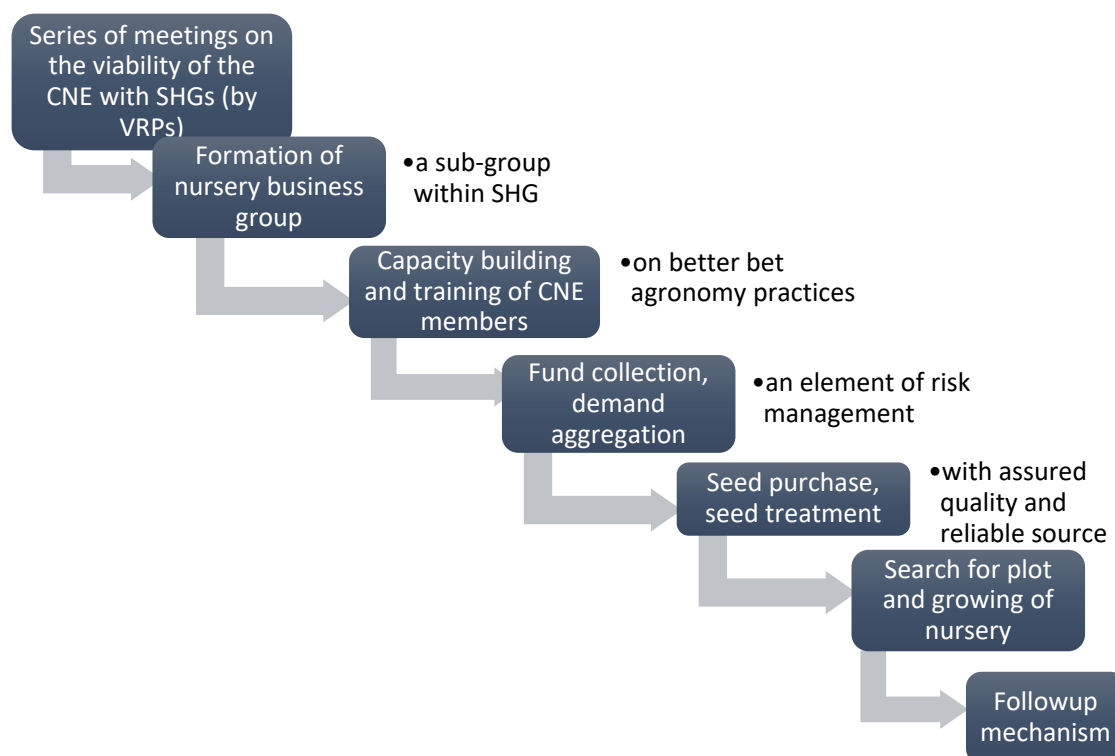 Series of meetings on
the viability of the
CNE with SHGs (by
VRPs)
Formation of
nursery business
group
•a sub-group
within SHG
Capacity building
and training of CNE
members
•on better bet
agronomy practices
Fund collection,
demand
aggregation
•an element of risk
management
Seed purchase,
seed treatment
•with assured
quality and
reliable source
Search for plot
and growing of
nursery
Followup
mechanism